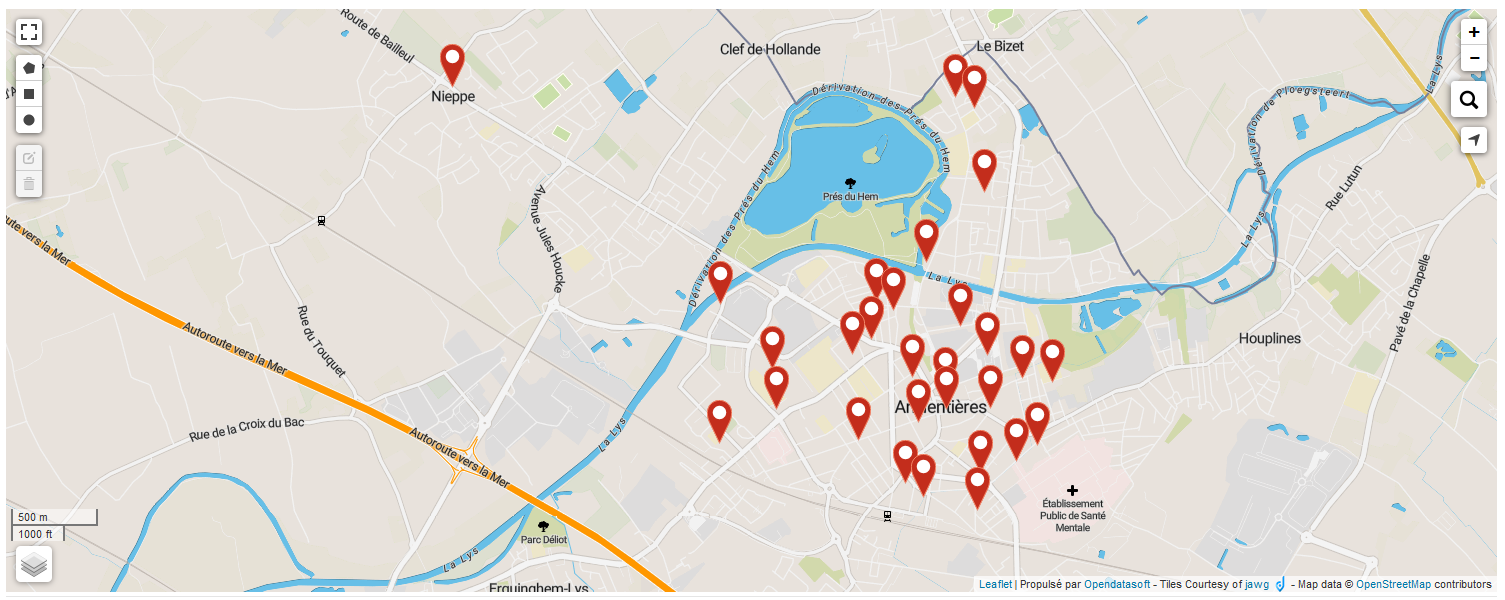 Route de Bailleul
Clef de Hollande
Le Bizet
+
−
Nieppe
Dérivation des Prés du Hem
Dérivation de Ploegsteert
La Lys
Prés du Hem
Rue Lutun
Avenue Jules Houcke
Dérivation des Prés du Hem
La Lys
Autoroute vers la Mer
La Lys
Pavé de la Chapelle
Rue du Touquet
Autoroute vers la Mer
Houplines
Armentières
Rue de la Croix du Bac
Autoroute vers la Mer
La Lys
Établissement
Public de Santé
Mentale
500 m
1000 ft
Parc Déliot
La Lys
Erquinghem-Lys
Leaflet | Propulsé par Opendatasoft - Tiles Courtesy of jawg - Map data © OpenStreetMap contributors